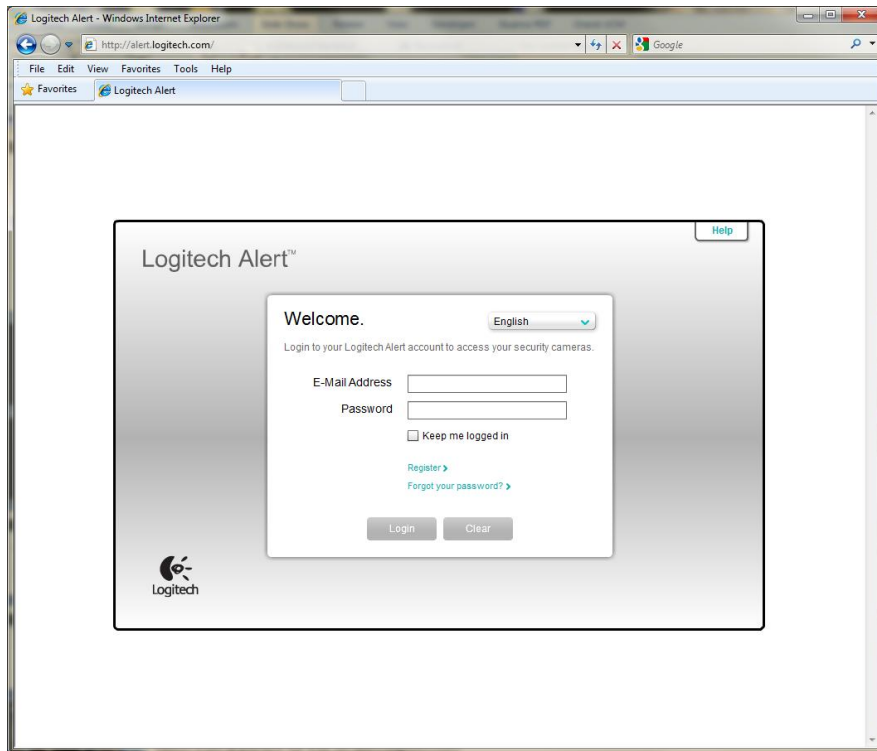 Logitech Alert - Windows Internet Explorer
http://alert.logitech.com/
Google
File Edit View Favorites Tools Help
Favorites
Logitech Alert
Help
Logitech Alert™
Welcome.
English
Login to your Logitech Alert account to access your security cameras.
E-Mail Address
Password
Keep me logged in
Register
Forgot your password?
Login Clear
Logitech